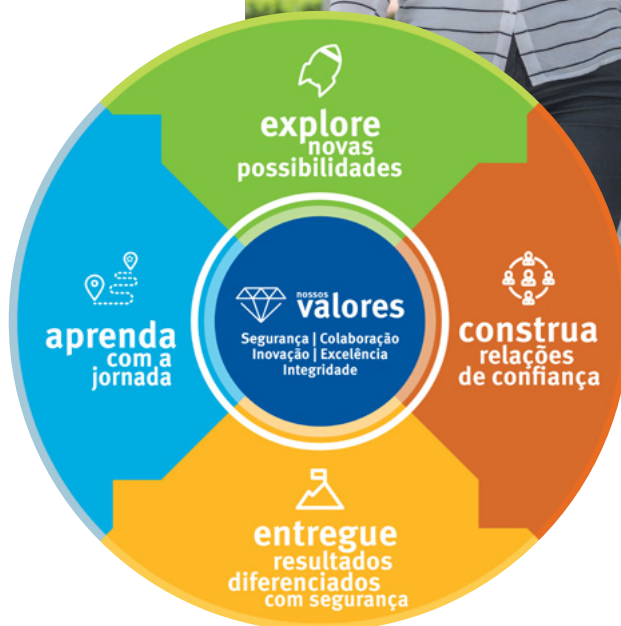 explore
novas
possibilidades
nossos
valores
Segurança | Colaboração
Inovação | Excelência
Integridade
aprenda
com a
jornada
construa
relações
de confiança
entregue
resultados
diferenciados
com segurança